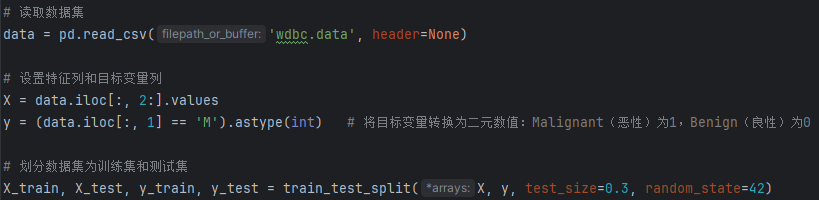 # 读取数据集
data = pd.read_csv( filepath_or_buffer: 'wdbc.data', header=None)
# 设置特征列和目标变量列
X = data.iloc[:, 2:].values
y = (data.iloc[:, 1] == 'M').astype(int)   # 将目标变量转换为二元数值：Malignant（恶性）为1，Benign（良性）为0
# 划分数据集为训练集和测试集
X_train, X_test, y_train, y_test = train_test_split( *arrays: X, y, test_size=0.3, random_state=42)